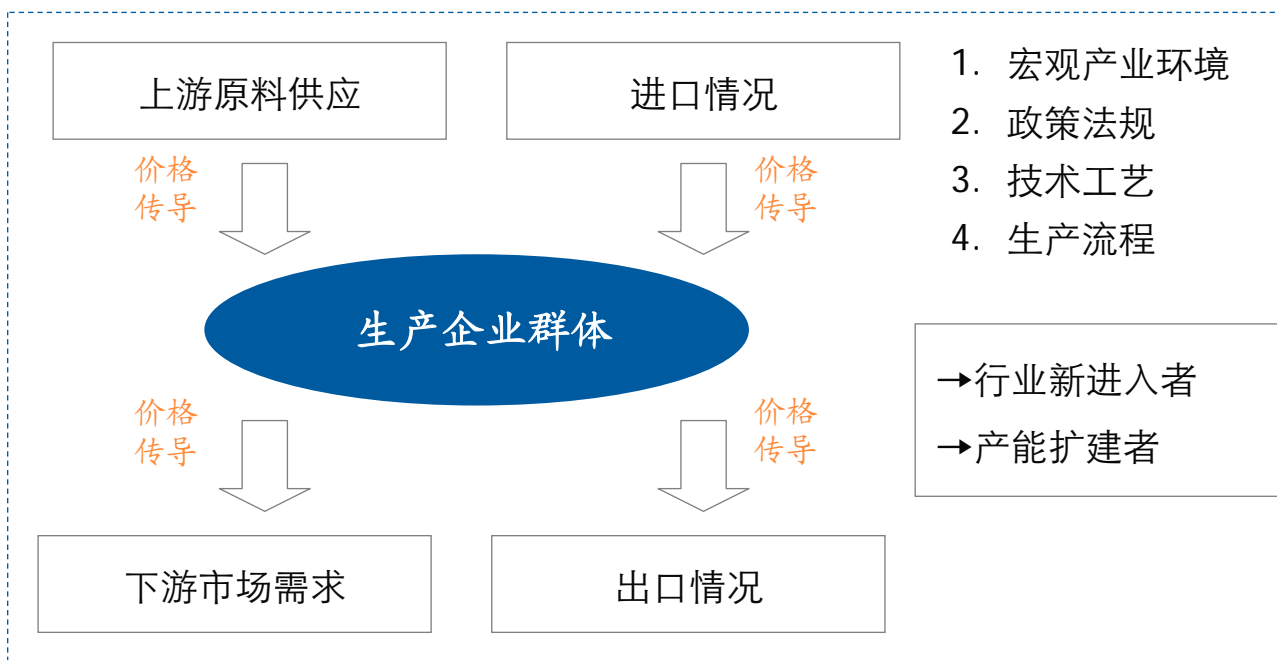 上游原料供应
进口情况
价格
传导
价格
传导
生产企业群体
价格
传导
价格
传导
下游市场需求
出口情况
1. 宏观产业环境
2. 政策法规
3. 技术工艺
4. 生产流程
→行业新进入者
→产能扩建者